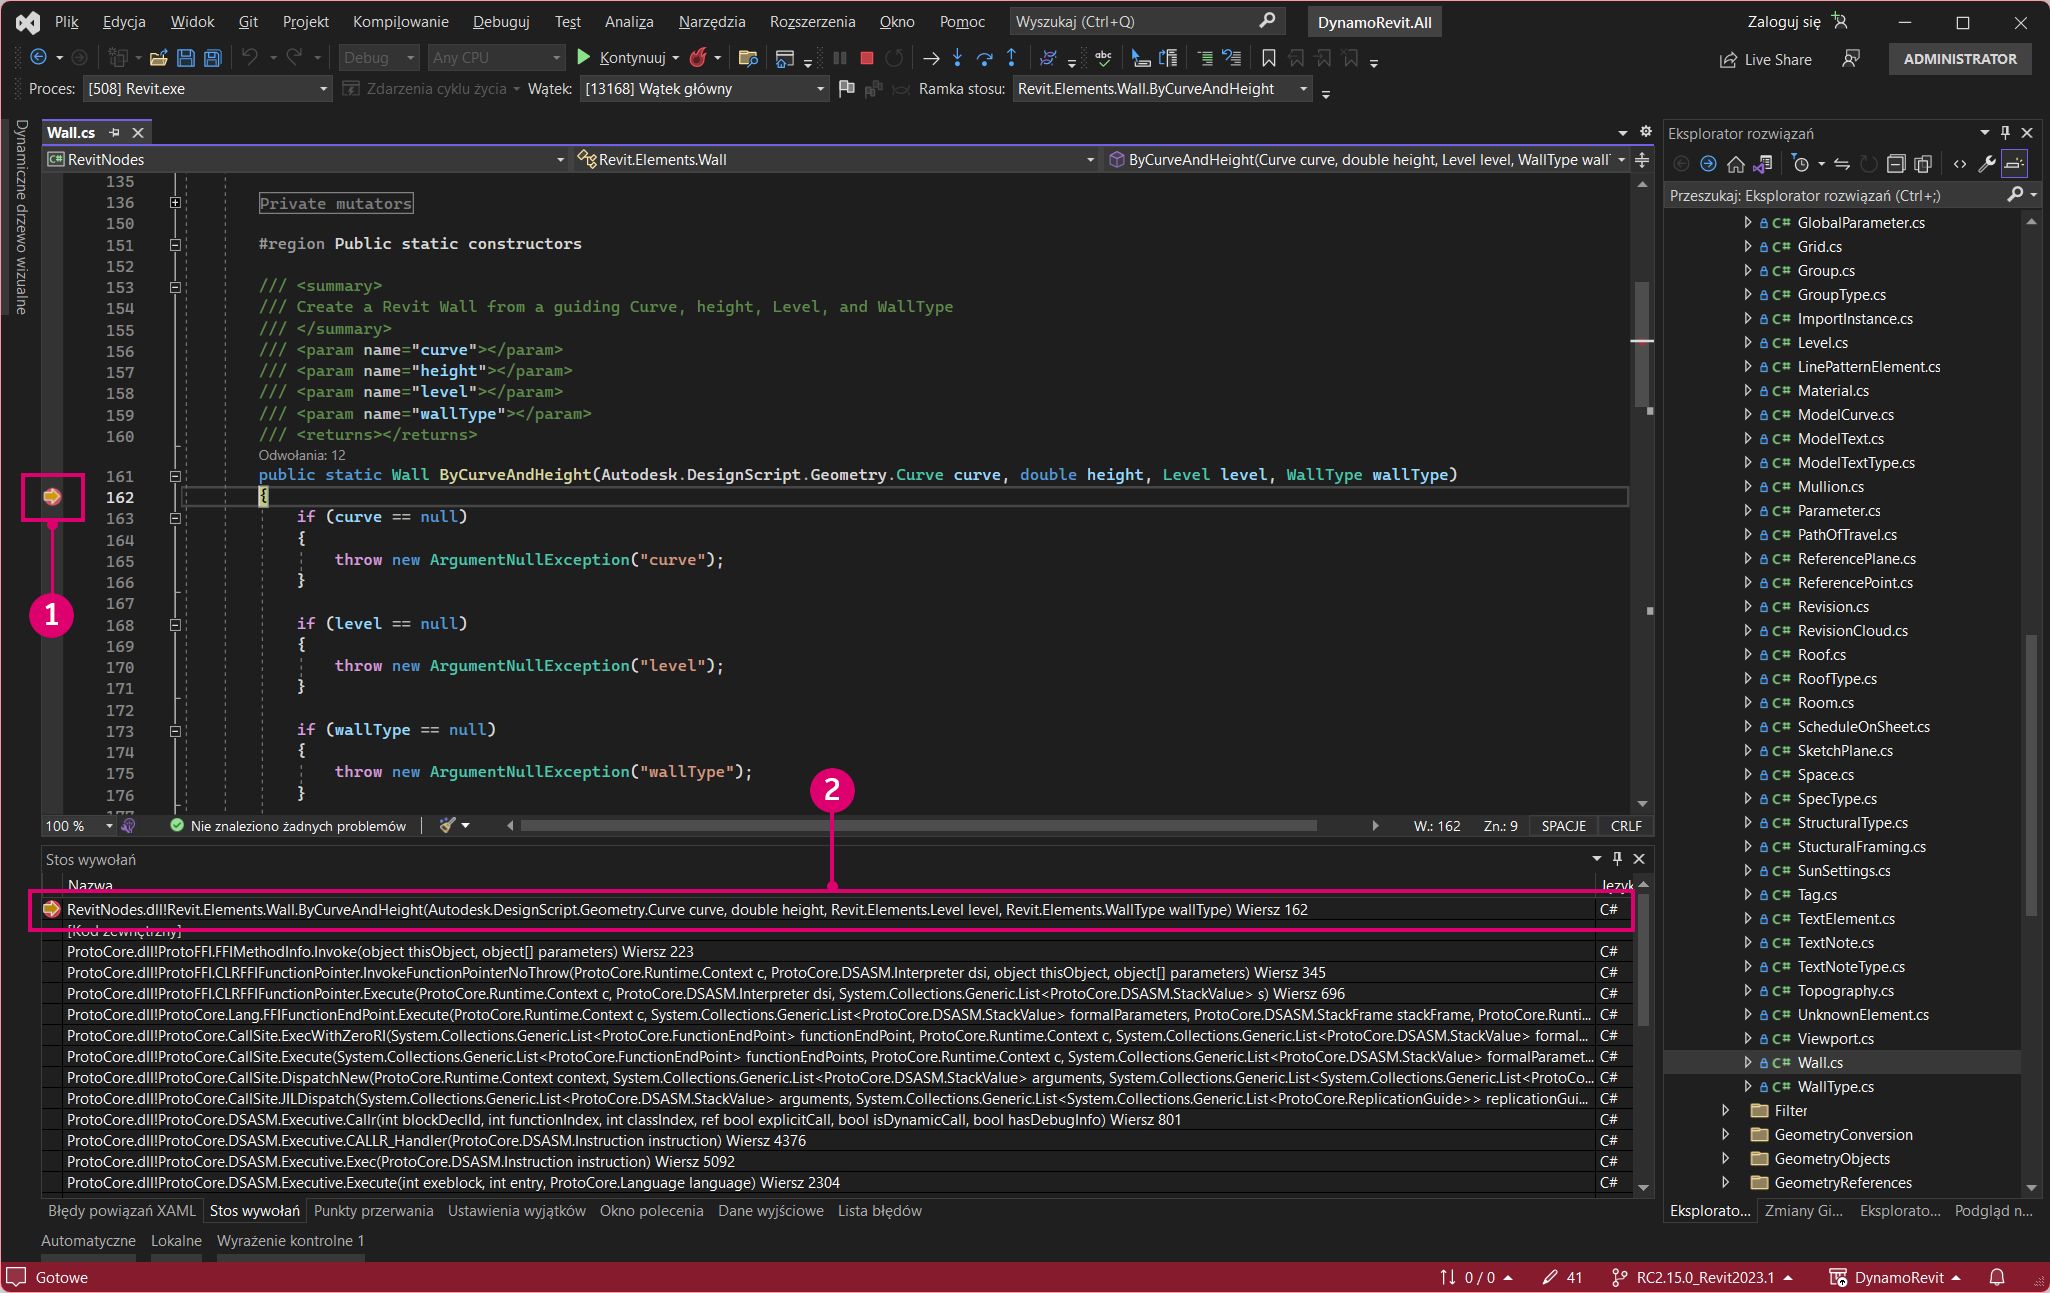 Plik Edycja Widok Git Projekt Kompilowanie Debuguj Test Analiza Narzędzia Rozszerzenia Okno Pomoc Wyszukaj (Ctrl+Q) DynamoRevit.All Zaloguj się
Debug Any CPU Kontynuuj abc Live Share ADMINISTRATOR
Proces: [508] Revit.exe Zdarzenia cyklu życia Wątek: [13168] Wątek główny Ramka stosu: Revit.Elements.Wall.ByCurveAndHeight
Dynamiczne drzewo wizualne
Wall.cs
C# RevitNodes Revit.Elements.Wall ByCurveAndHeight(Curve curve, double height, Level level, WallType wall
135
136 Private mutators
150
151 #region Public static constructors
152
153 /// <summary>
154 /// Create a Revit Wall from a guiding Curve, height, Level, and WallType
155 /// </summary>
156 /// <param name="curve"></param>
157 /// <param name="height"></param>
158 /// <param name="level"></param>
159 /// <param name="wallType"></param>
160 /// <returns></returns>
Odwołania: 12
161 public static Wall ByCurveAndHeight(Autodesk.DesignScript.Geometry.Curve curve, double height, Level level, WallType wallType)
162 {
163 if (curve == null)
164 {
165 throw new ArgumentNullException("curve");
166 }
167
168 if (level == null)
169 {
170 throw new ArgumentNullException("level");
171 }
172
173 if (wallType == null)
174 {
175 throw new ArgumentNullException("wallType");
176 }
1
2
100 % Nie znaleziono żadnych problemów W.: 162 Zn.: 9 SPACJE CRLF
Stos wywołań
Nazwa Język
RevitNodes.dll!Revit.Elements.Wall.ByCurveAndHeight(Autodesk.DesignScript.Geometry.Curve curve, double height, Revit.Elements.Level level, Revit.Elements.WallType wallType) Wiersz 162 C#
[Kod zewnętrzny]
ProtoCore.dll!ProtoFFI.FFIMethodInfo.Invoke(object thisObject, object[] parameters) Wiersz 223 C#
ProtoCore.dll!ProtoFFI.CLRFFIFunctionPointer.InvokeFunctionPointerNoThrow(ProtoCore.Runtime.Context c, ProtoCore.DSASM.Interpreter dsi, object thisObject, object[] parameters) Wiersz 345 C#
ProtoCore.dll!ProtoFFI.CLRFFIFunctionPointer.Execute(ProtoCore.Runtime.Context c, ProtoCore.DSASM.Interpreter dsi, System.Collections.Generic.List<ProtoCore.DSASM.StackValue> s) Wiersz 696 C#
ProtoCore.dll!ProtoCore.Lang.FFIFunctionEndPoint.Execute(ProtoCore.Runtime.Context c, System.Collections.Generic.List<ProtoCore.DSASM.StackValue> formalParameters, ProtoCore.DSASM.StackFrame stackFrame, ProtoCore.Runti... C#
ProtoCore.dll!ProtoCore.CallSite.ExecWithZeroRI(System.Collections.Generic.List<ProtoCore.FunctionEndPoint> functionEndPoint, ProtoCore.Runtime.Context c, System.Collections.Generic.List<ProtoCore.DSASM.StackValue> formal... C#
ProtoCore.dll!ProtoCore.CallSite.Execute(System.Collections.Generic.List<ProtoCore.FunctionEndPoint> functionEndPoints, ProtoCore.Runtime.Context c, System.Collections.Generic.List<ProtoCore.DSASM.StackValue> formalParamet... C#
ProtoCore.dll!ProtoCore.CallSite.DispatchNew(ProtoCore.Runtime.Context context, System.Collections.Generic.List<ProtoCore.DSASM.StackValue> arguments, System.Collections.Generic.List<System.Collections.Generic.List<ProtoCo... C#
ProtoCore.dll!ProtoCore.CallSite.JILDispatch(System.Collections.Generic.List<ProtoCore.DSASM.StackValue> arguments, System.Collections.Generic.List<System.Collections.Generic.List<ProtoCore.ReplicationGuide>> replicationGui... C#
ProtoCore.dll!ProtoCore.DSASM.Executive.Callr(int blockDeclId, int functionIndex, int classIndex, ref bool explicitCall, bool isDynamicCall, bool hasDebugInfo) Wiersz 801 C#
ProtoCore.dll!ProtoCore.DSASM.Executive.CALLR_Handler(ProtoCore.DSASM.Instruction instruction) Wiersz 4376 C#
ProtoCore.dll!ProtoCore.DSASM.Executive.Exec(ProtoCore.DSASM.Instruction instruction) Wiersz 5092 C#
ProtoCore.dll!ProtoCore.DSASM.Executive.Execute(int exeblock, int entry, ProtoCore.Language language) Wiersz 2304 C#
Błędy powiązań XAML Stos wywołań Punkty przerwania Ustawienia wyjątków Okno polecenia Dane wyjściowe Lista błędów
Automatyczne Lokalne Wyrażenie kontrolne 1
Eksplorator rozwiązań
Przeszukaj: Eksplorator rozwiązań (Ctrl+;)
C# GlobalParameter.cs
C# Grid.cs
C# Group.cs
C# GroupType.cs
C# ImportInstance.cs
C# Level.cs
C# LinePatternElement.cs
C# Material.cs
C# ModelCurve.cs
C# ModelText.cs
C# ModelTextType.cs
C# Mullion.cs
C# Parameter.cs
C# PathOfTravel.cs
C# ReferencePlane.cs
C# ReferencePoint.cs
C# Revision.cs
C# RevisionCloud.cs
C# Roof.cs
C# RoofType.cs
C# Room.cs
C# ScheduleOnSheet.cs
C# SketchPlane.cs
C# Space.cs
C# SpecType.cs
C# StructuralType.cs
C# StucturalFraming.cs
C# SunSettings.cs
C# Tag.cs
C# TextElement.cs
C# TextNote.cs
C# TextNoteType.cs
C# Topography.cs
C# UnknownElement.cs
C# Viewport.cs
C# Wall.cs
C# WallType.cs
Filter
GeometryConversion
GeometryObjects
GeometryReferences
Eksplorato... Zmiany Gi... Eksplorato... Podgląd n...
Gotowe 0 / 0 41 RC2.15.0_Revit2023.1 DynamoRevit